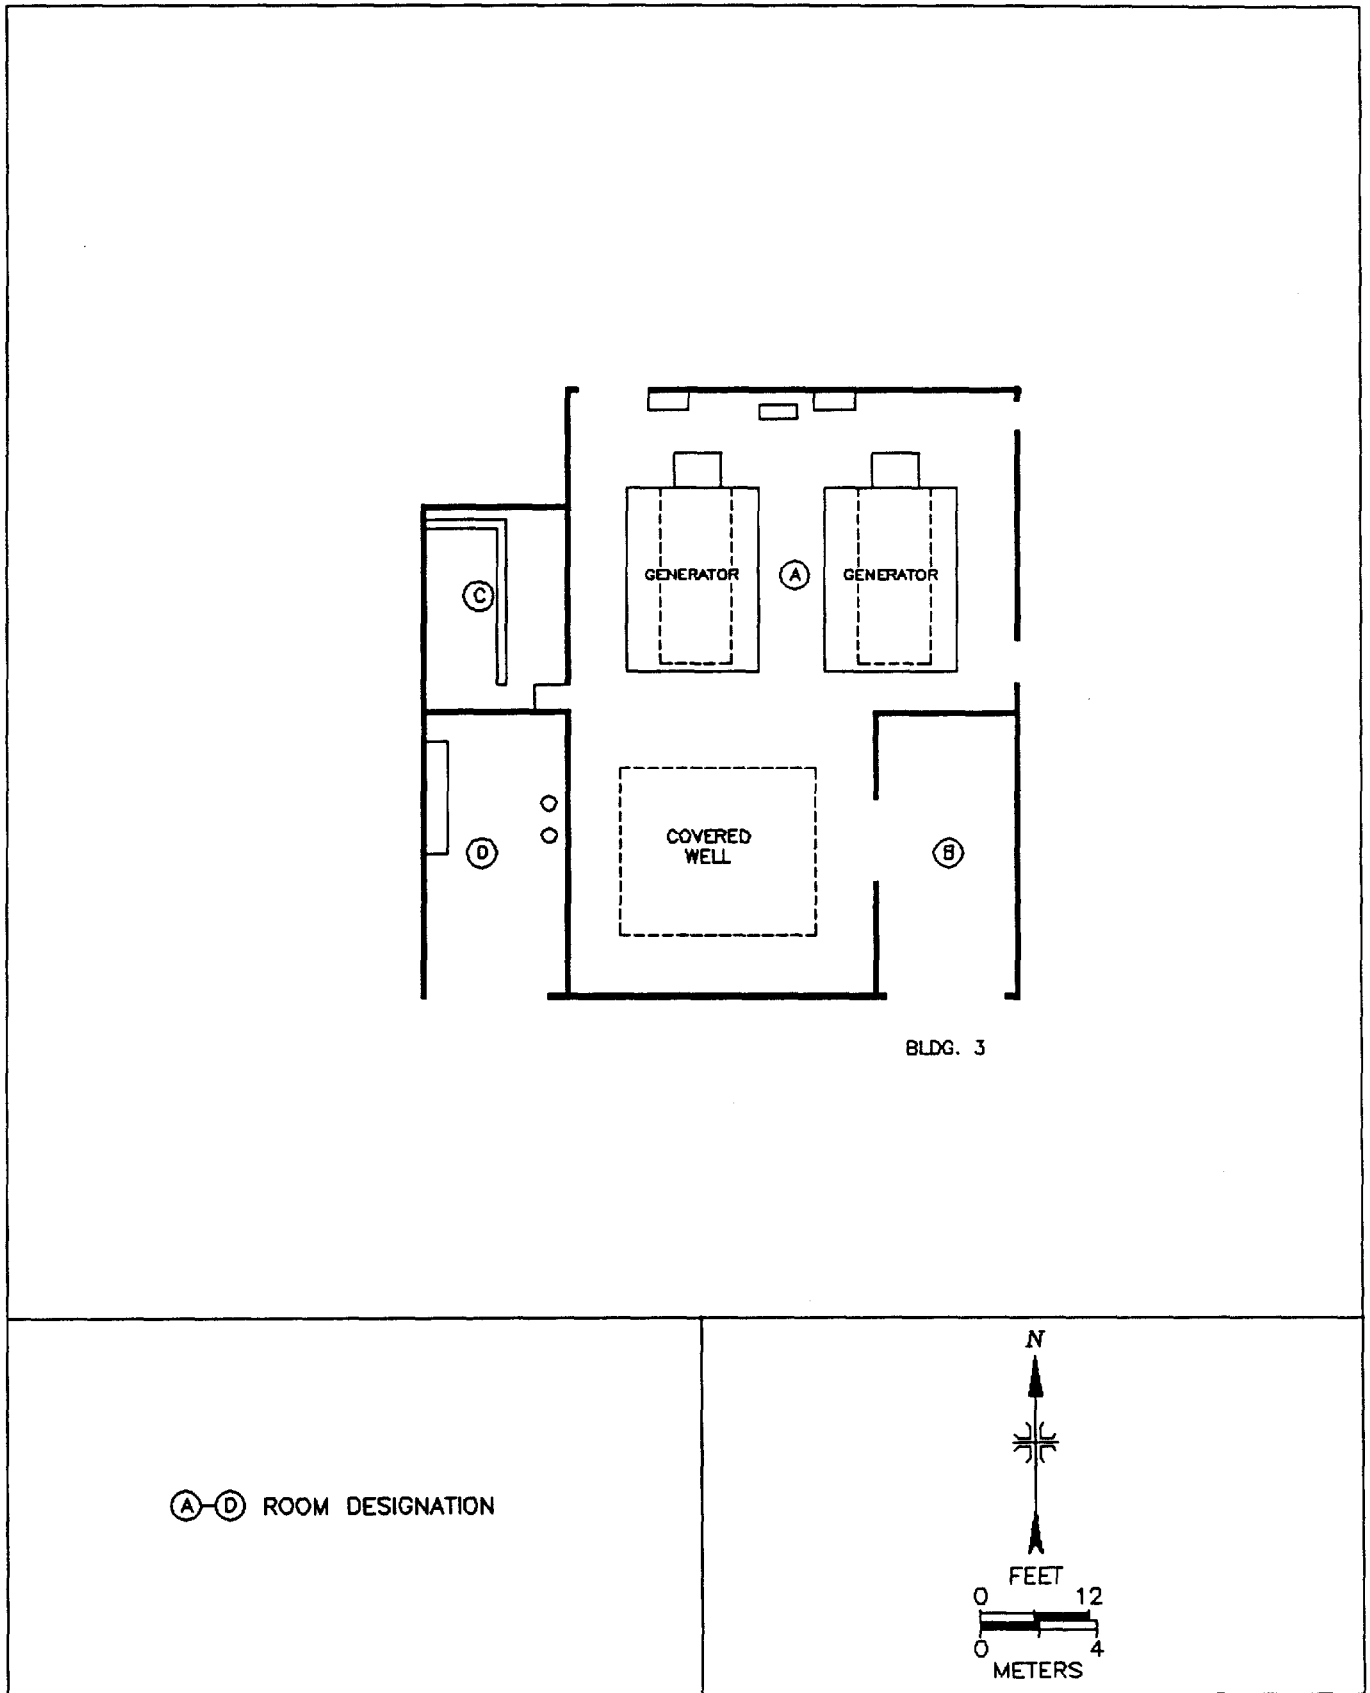 GENERATOR
A
GENERATOR
C
COVERED
WELL
D
B
BLDG. 3
A-D ROOM DESIGNATION
N
FEET
0 12
0 4
METERS